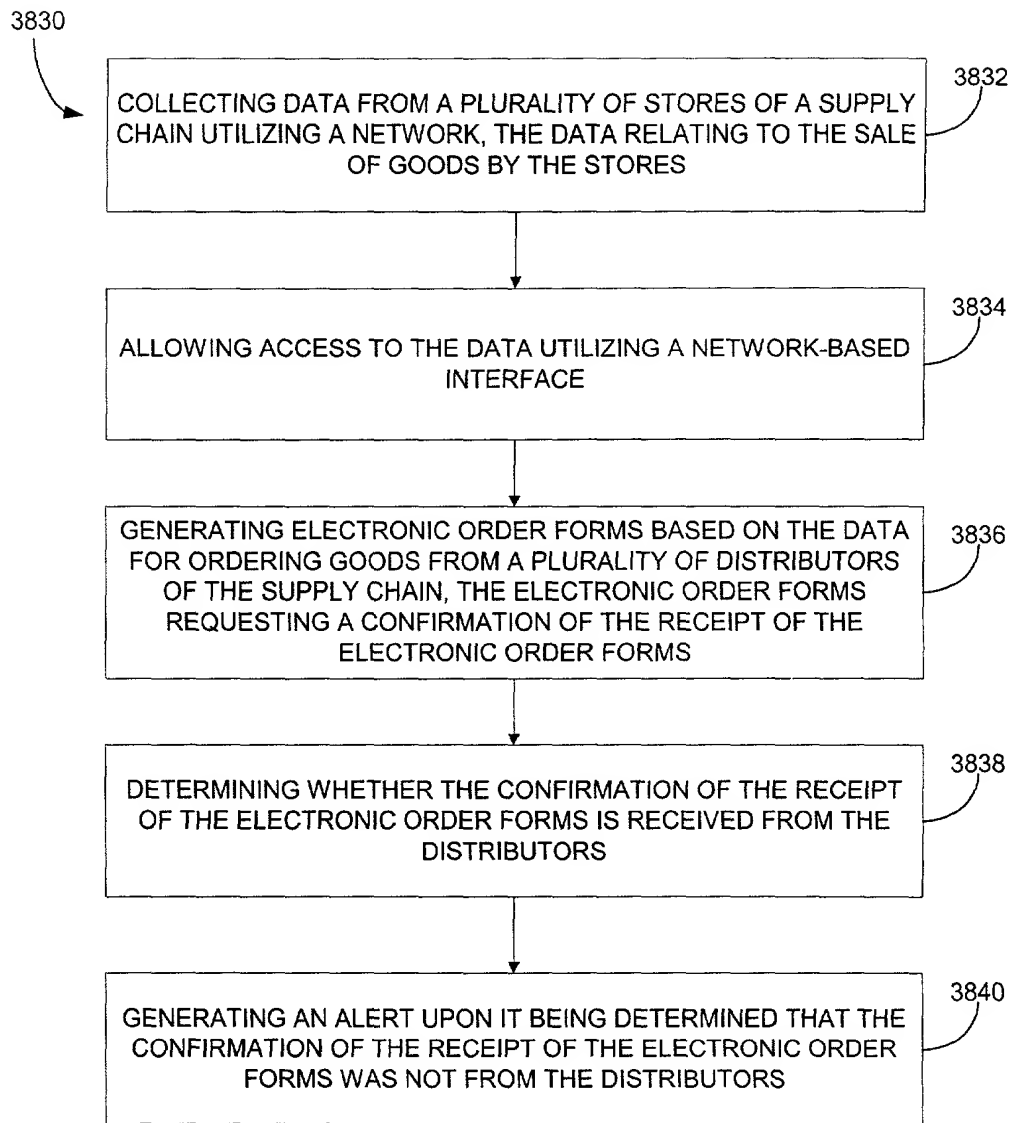 3830
3832
COLLECTING DATA FROM A PLURALITY OF STORES OF A SUPPLY
CHAIN UTILIZING A NETWORK, THE DATA RELATING TO THE SALE
OF GOODS BY THE STORES
3834
ALLOWING ACCESS TO THE DATA UTILIZING A NETWORK-BASED
INTERFACE
3836
GENERATING ELECTRONIC ORDER FORMS BASED ON THE DATA
FOR ORDERING GOODS FROM A PLURALITY OF DISTRIBUTORS
OF THE SUPPLY CHAIN, THE ELECTRONIC ORDER FORMS
REQUESTING A CONFIRMATION OF THE RECEIPT OF THE
ELECTRONIC ORDER FORMS
3838
DETERMINING WHETHER THE CONFIRMATION OF THE RECEIPT
OF THE ELECTRONIC ORDER FORMS IS RECEIVED FROM THE
DISTRIBUTORS
3840
GENERATING AN ALERT UPON IT BEING DETERMINED THAT THE
CONFIRMATION OF THE RECEIPT OF THE ELECTRONIC ORDER
FORMS WAS NOT FROM THE DISTRIBUTORS